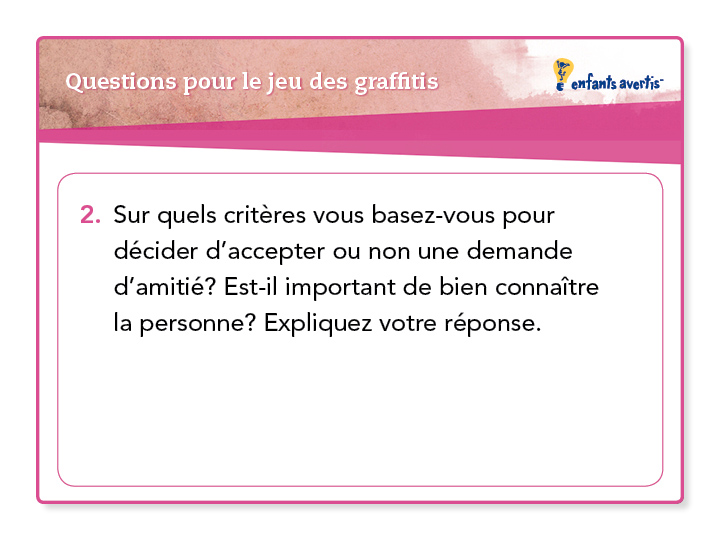 Questions pour le jeu des graffitis
enfants avertis™
2. Sur quels critères vous basez-vous pour
décider d’accepter ou non une demande
d’amitié? Est-il important de bien connaître
la personne? Expliquez votre réponse.